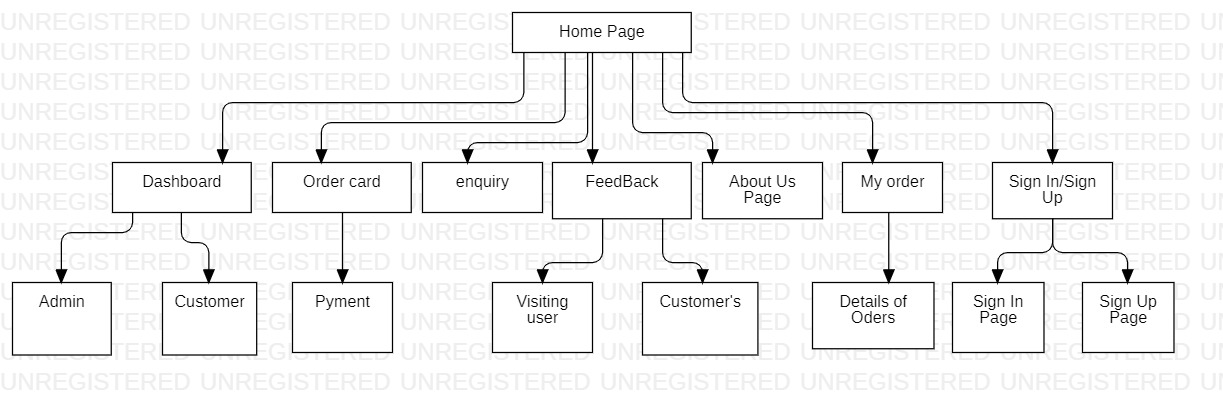 Home Page
Dashboard
Order card
enquiry
FeedBack
About Us
Page
My order
Sign In/Sign
Up
Admin
Customer
Pyment
Visiting
user
Customer's
Details of
Oders
Sign In
Page
Sign Up
Page
UNREGISTERED